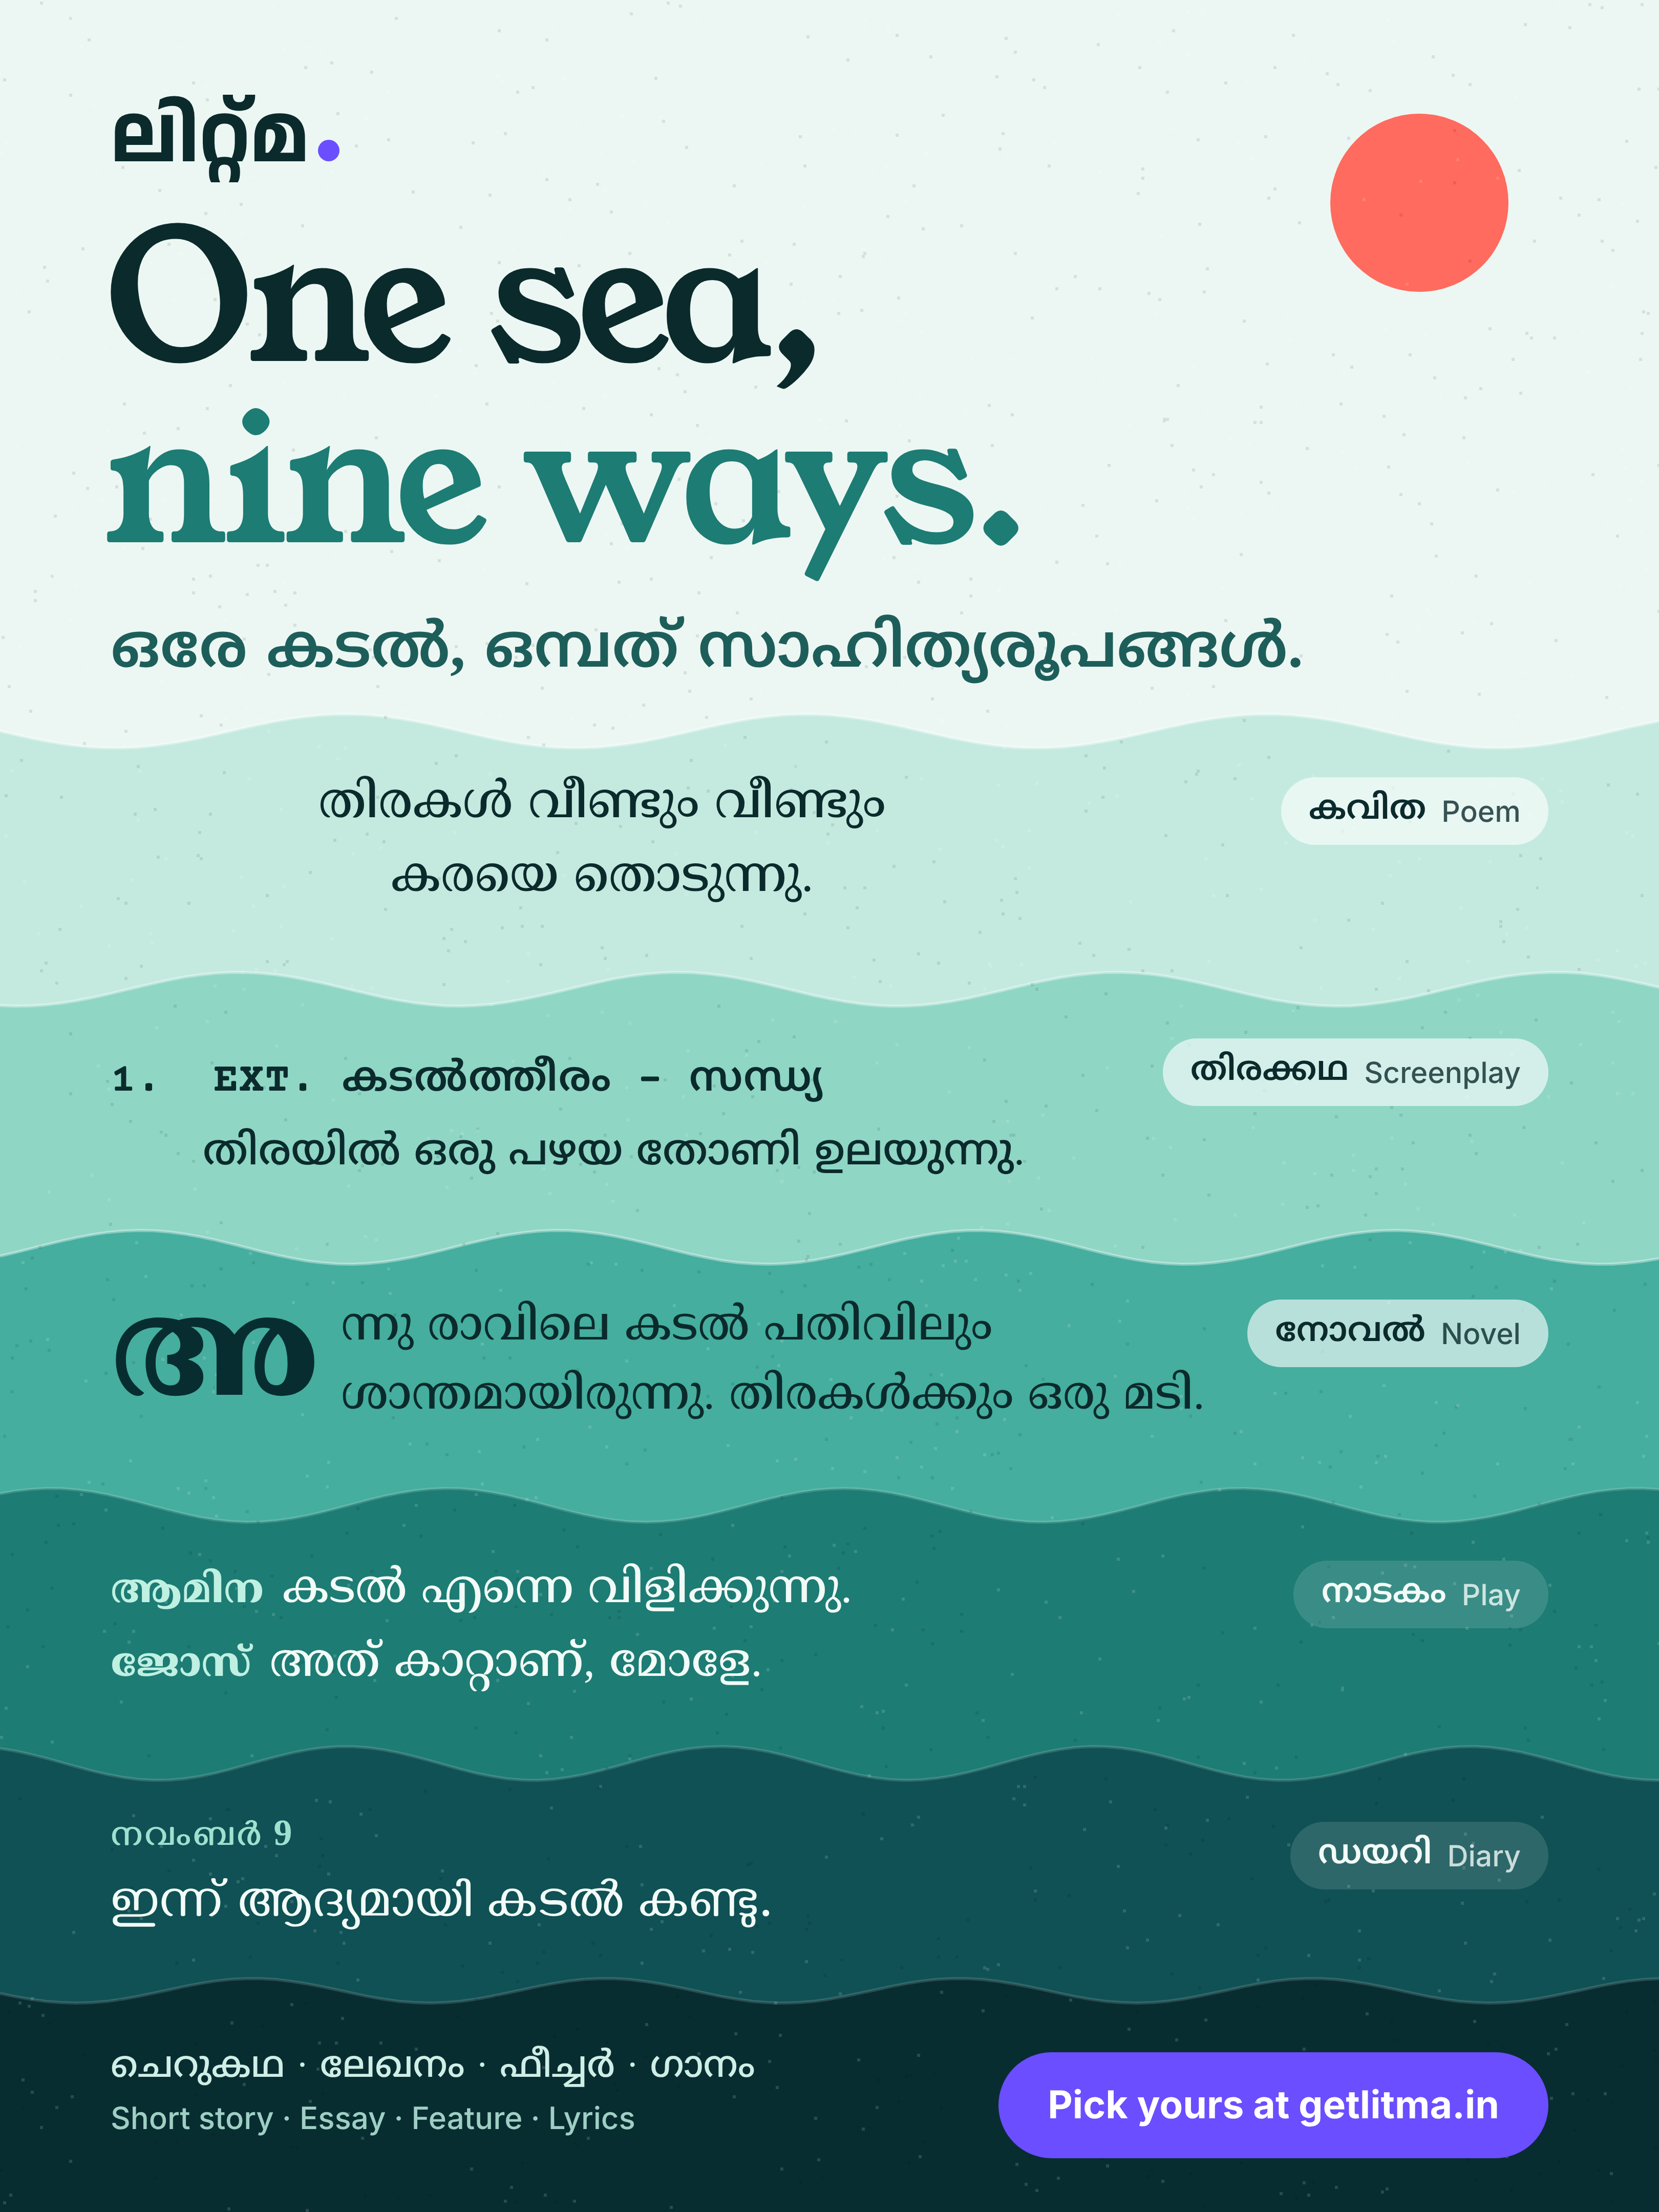 ലിറ്റ്മ.
One sea,
nine ways.
ഒരേ കടൽ, ഒമ്പത് സാഹിത്യരൂപങ്ങൾ.
തിരകൾ വീണ്ടും വീണ്ടും
കരയെ തൊടുന്നു.
കവിത Poem
1. EXT. കടൽത്തീരം – സന്ധ്യ
തിരയിൽ ഒരു പഴയ തോണി ഉലയുന്നു.
തിരക്കഥ Screenplay
അന്നു രാവിലെ കടൽ പതിവിലും
ശാന്തമായിരുന്നു. തിരകൾക്കും ഒരു മടി.
നോവൽ Novel
ആമിന കടൽ എന്നെ വിളിക്കുന്നു.
ജോസ് അത് കാറ്റാണ്, മോളേ.
നാടകം Play
നവംബർ 9
ഇന്ന് ആദ്യമായി കടൽ കണ്ടു.
ഡയറി Diary
ചെറുകഥ · ലേഖനം · ഫീച്ചർ · ഗാനം
Short story · Essay · Feature · Lyrics
Pick yours at getlitma.in